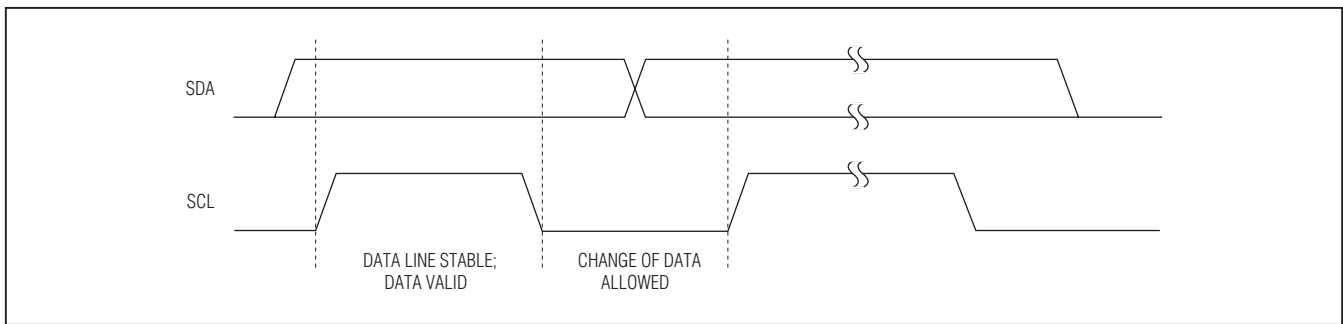 SDA
SCL
DATA LINE STABLE;
DATA VALID
CHANGE OF DATA
ALLOWED